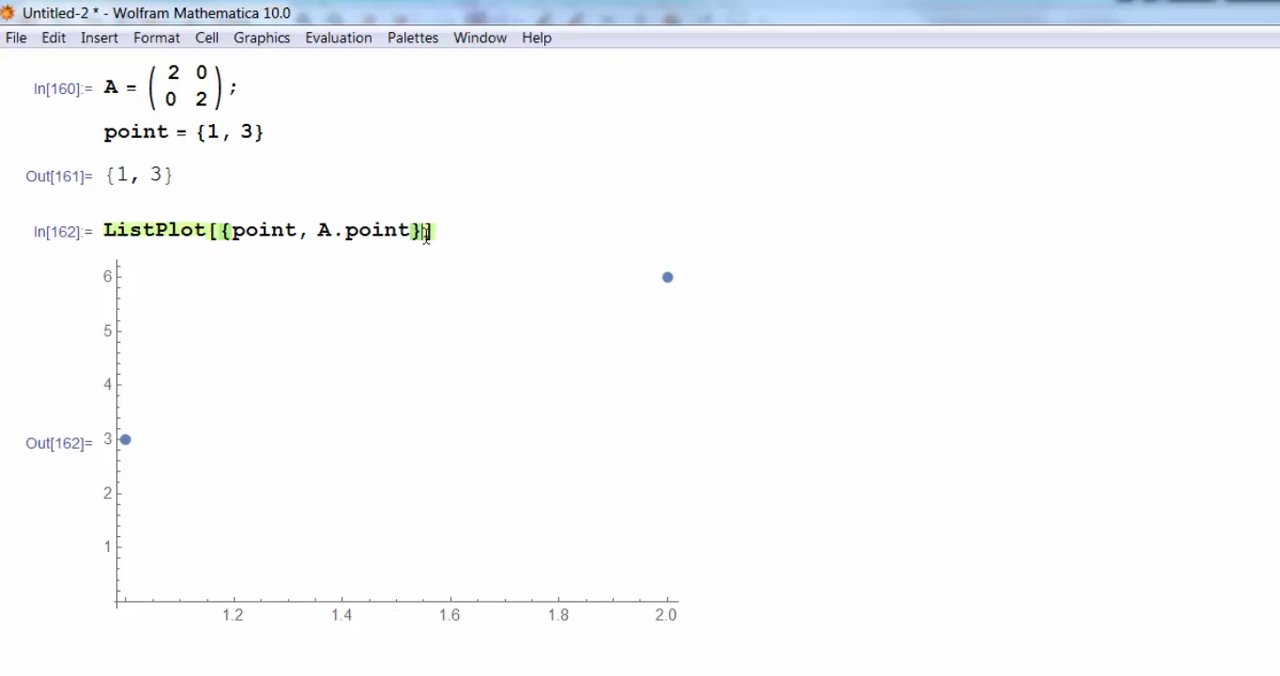 Untitled-2 * - Wolfram Mathematica 10.0
File Edit Insert Format Cell Graphics Evaluation Palettes Window Help
In[160]:= A = ( 2 0
0 2 ) ;
point = {1, 3}
Out[161]= {1, 3}
In[162]:= ListPlot[{point, A.point}]
6
5
4
Out[162]= 3
2
1
1.2 1.4 1.6 1.8 2.0